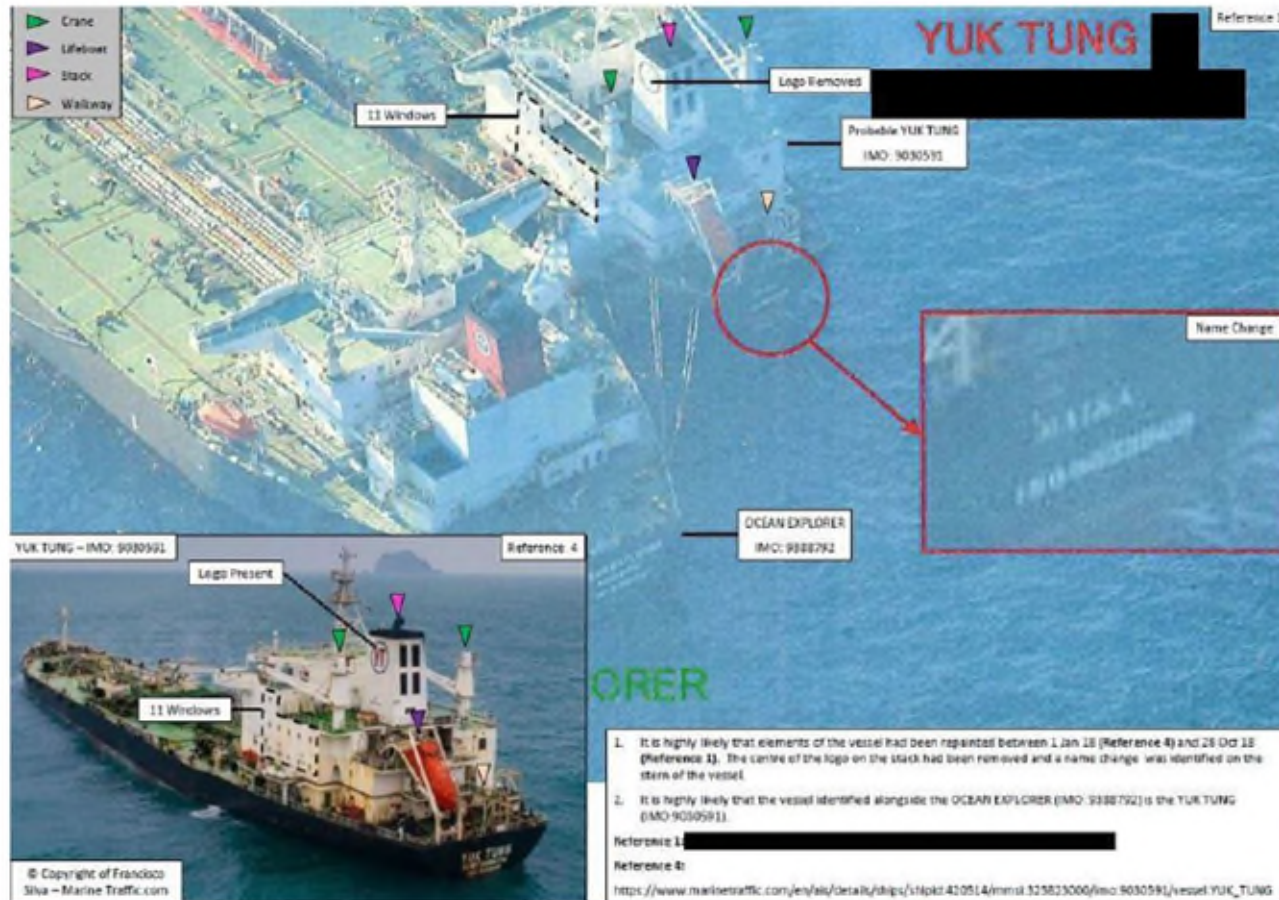 Crane
Lifeboat
Stack
Walkway
11 Windows
Logo Removed
YUK TUNG
Reference 1
Probable YUK TUNG
IMO: 9030591
Name Change
OCEAN EXPLORER
IMO: 9388792
ORER
YUK TUNG – IMO: 9030591
Reference 4
Logo Present
11 Windows
YUK TUNG
© Copyright of Francisco
Silva – Marine Traffic.com
1. It is highly likely that elements of the vessel had been repainted between 1 Jan 18 (Reference 4) and 28 Oct 18
(Reference 1). The centre of the logo on the stack had been removed and a name change was identified on the
stern of the vessel.
2. It is highly likely that the vessel identified alongside the OCEAN EXPLORER (IMO: 9388792) is the YUK TUNG
(IMO:9030591).
Reference 1:
Reference 4:
https://www.marinetraffic.com/en/ais/details/ships/shipid:420514/mmsi:325823000/imo:9030591/vessel:YUK_TUNG